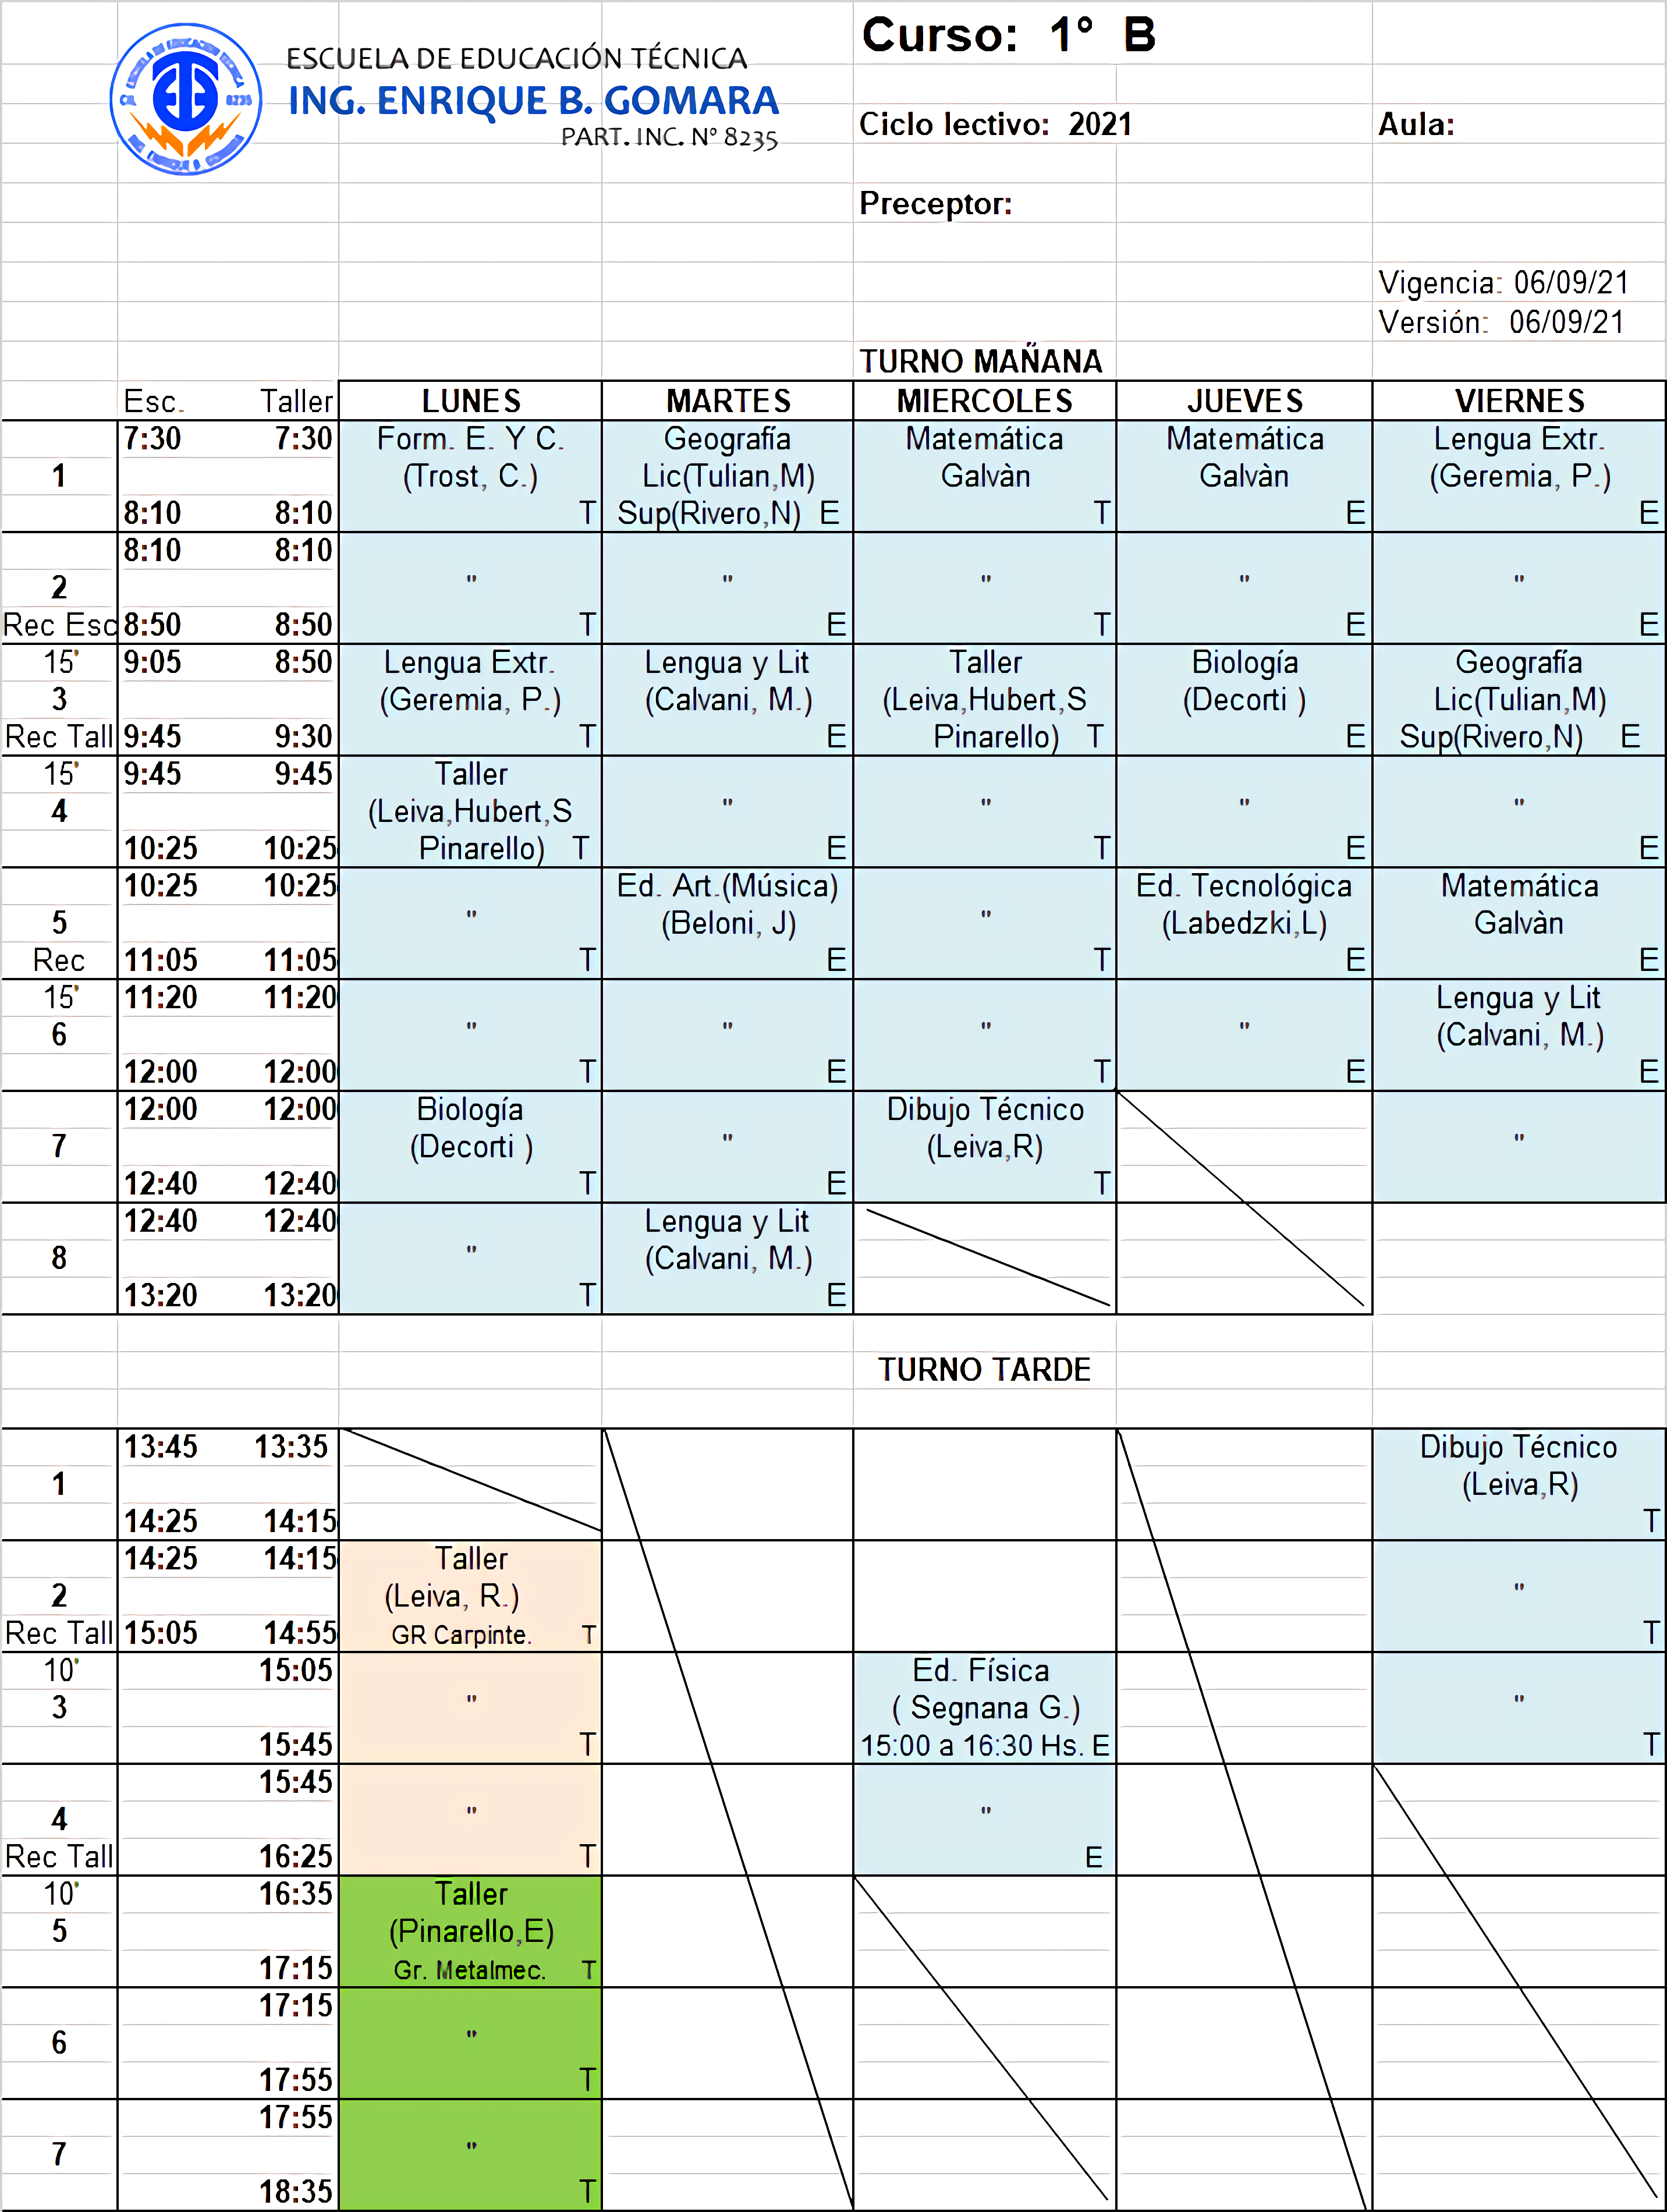 Curso: 1° B
ESCUELA DE EDUCACIÓN TÉCNICA
ING. ENRIQUE B. GOMARA
PART. INC. N° 8235
8235
Ciclo lectivo: 2021 Aula:
Preceptor:
Vigencia: 06/09/21
Versión: 06/09/21
TURNO MAÑANA
Esc. Taller LUNES MARTES MIERCOLES JUEVES VIERNES
7:30 7:30 Form. E. Y C. Geografía Matemática Matemática Lengua Extr.
1 (Trost, C.) Lic(Tulian,M) Galvàn Galvàn (Geremia, P.)
8:10 8:10 T Sup(Rivero,N) E T E E
8:10 8:10
2 " " " " "
Rec Esc 8:50 8:50 T E T E E
15' 9:05 8:50 Lengua Extr. Lengua y Lit Taller Biología Geografía
3 (Geremia, P.) (Calvani, M.) (Leiva,Hubert,S (Decorti ) Lic(Tulian,M)
Rec Tall 9:45 9:30 T E Pinarello) T E Sup(Rivero,N) E
15' 9:45 9:45 Taller
4 (Leiva,Hubert,S " " " "
10:25 10:25 Pinarello) T E T E E
10:25 10:25 Ed. Art.(Música) Ed. Tecnológica Matemática
5 " (Beloni, J) " (Labedzki,L) Galvàn
Rec 11:05 11:05 T E T E E
15' 11:20 11:20 Lengua y Lit
6 " " " " (Calvani, M.)
12:00 12:00 T E T E E
12:00 12:00 Biología Dibujo Técnico
7 (Decorti ) " (Leiva,R) "
12:40 12:40 T E T
12:40 12:40 Lengua y Lit
8 " (Calvani, M.)
13:20 13:20 T E
TURNO TARDE
13:45 13:35 Dibujo Técnico
1 (Leiva,R)
14:25 14:15 T
14:25 14:15 Taller
2 (Leiva, R.) "
Rec Tall 15:05 14:55 GR Carpinte. T T
10' 15:05 Ed. Física
3 " ( Segnana G.) "
15:45 T 15:00 a 16:30 Hs. E T
15:45
4 " "
Rec Tall 16:25 T E
10' 16:35 Taller
5 (Pinarello,E)
17:15 Gr. Metalmec. T
17:15
6 "
17:55 T
17:55
7 "
18:35 T